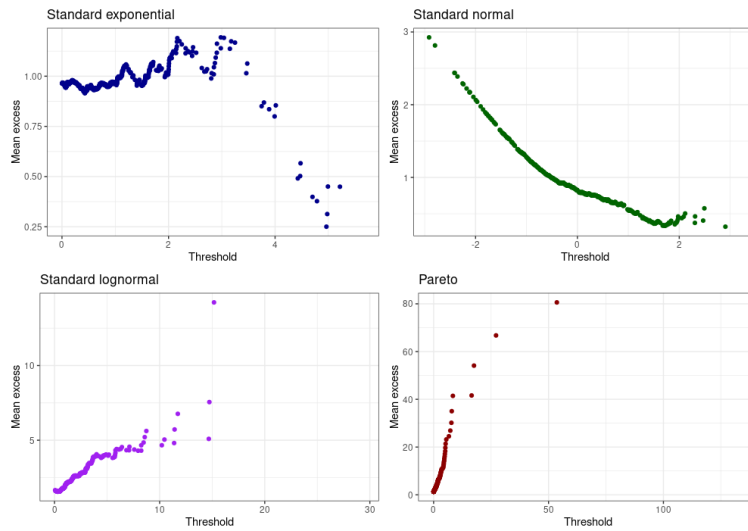 Standard exponential
1.00
0.75
0.50
0.25
Mean excess
0 2 4
Threshold
Standard normal
3
2
1
Mean excess
-2 0 2
Threshold
Standard lognormal
10
5
Mean excess
0 10 20 30
Threshold
Pareto
80
60
40
20
0
Mean excess
0 50 100
Threshold